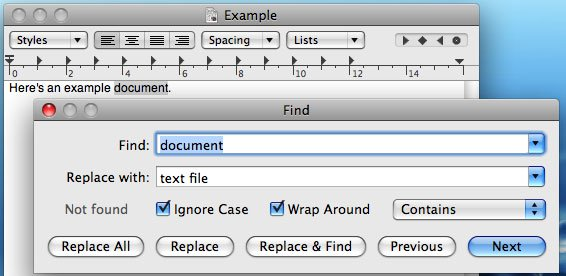 Example
Styles Spacing Lists
0 2 4 6 8 10 12 14
Here's an example document.
Find
Find: document
Replace with: text file
Not found Ignore Case Wrap Around Contains
Replace All Replace Replace & Find Previous Next